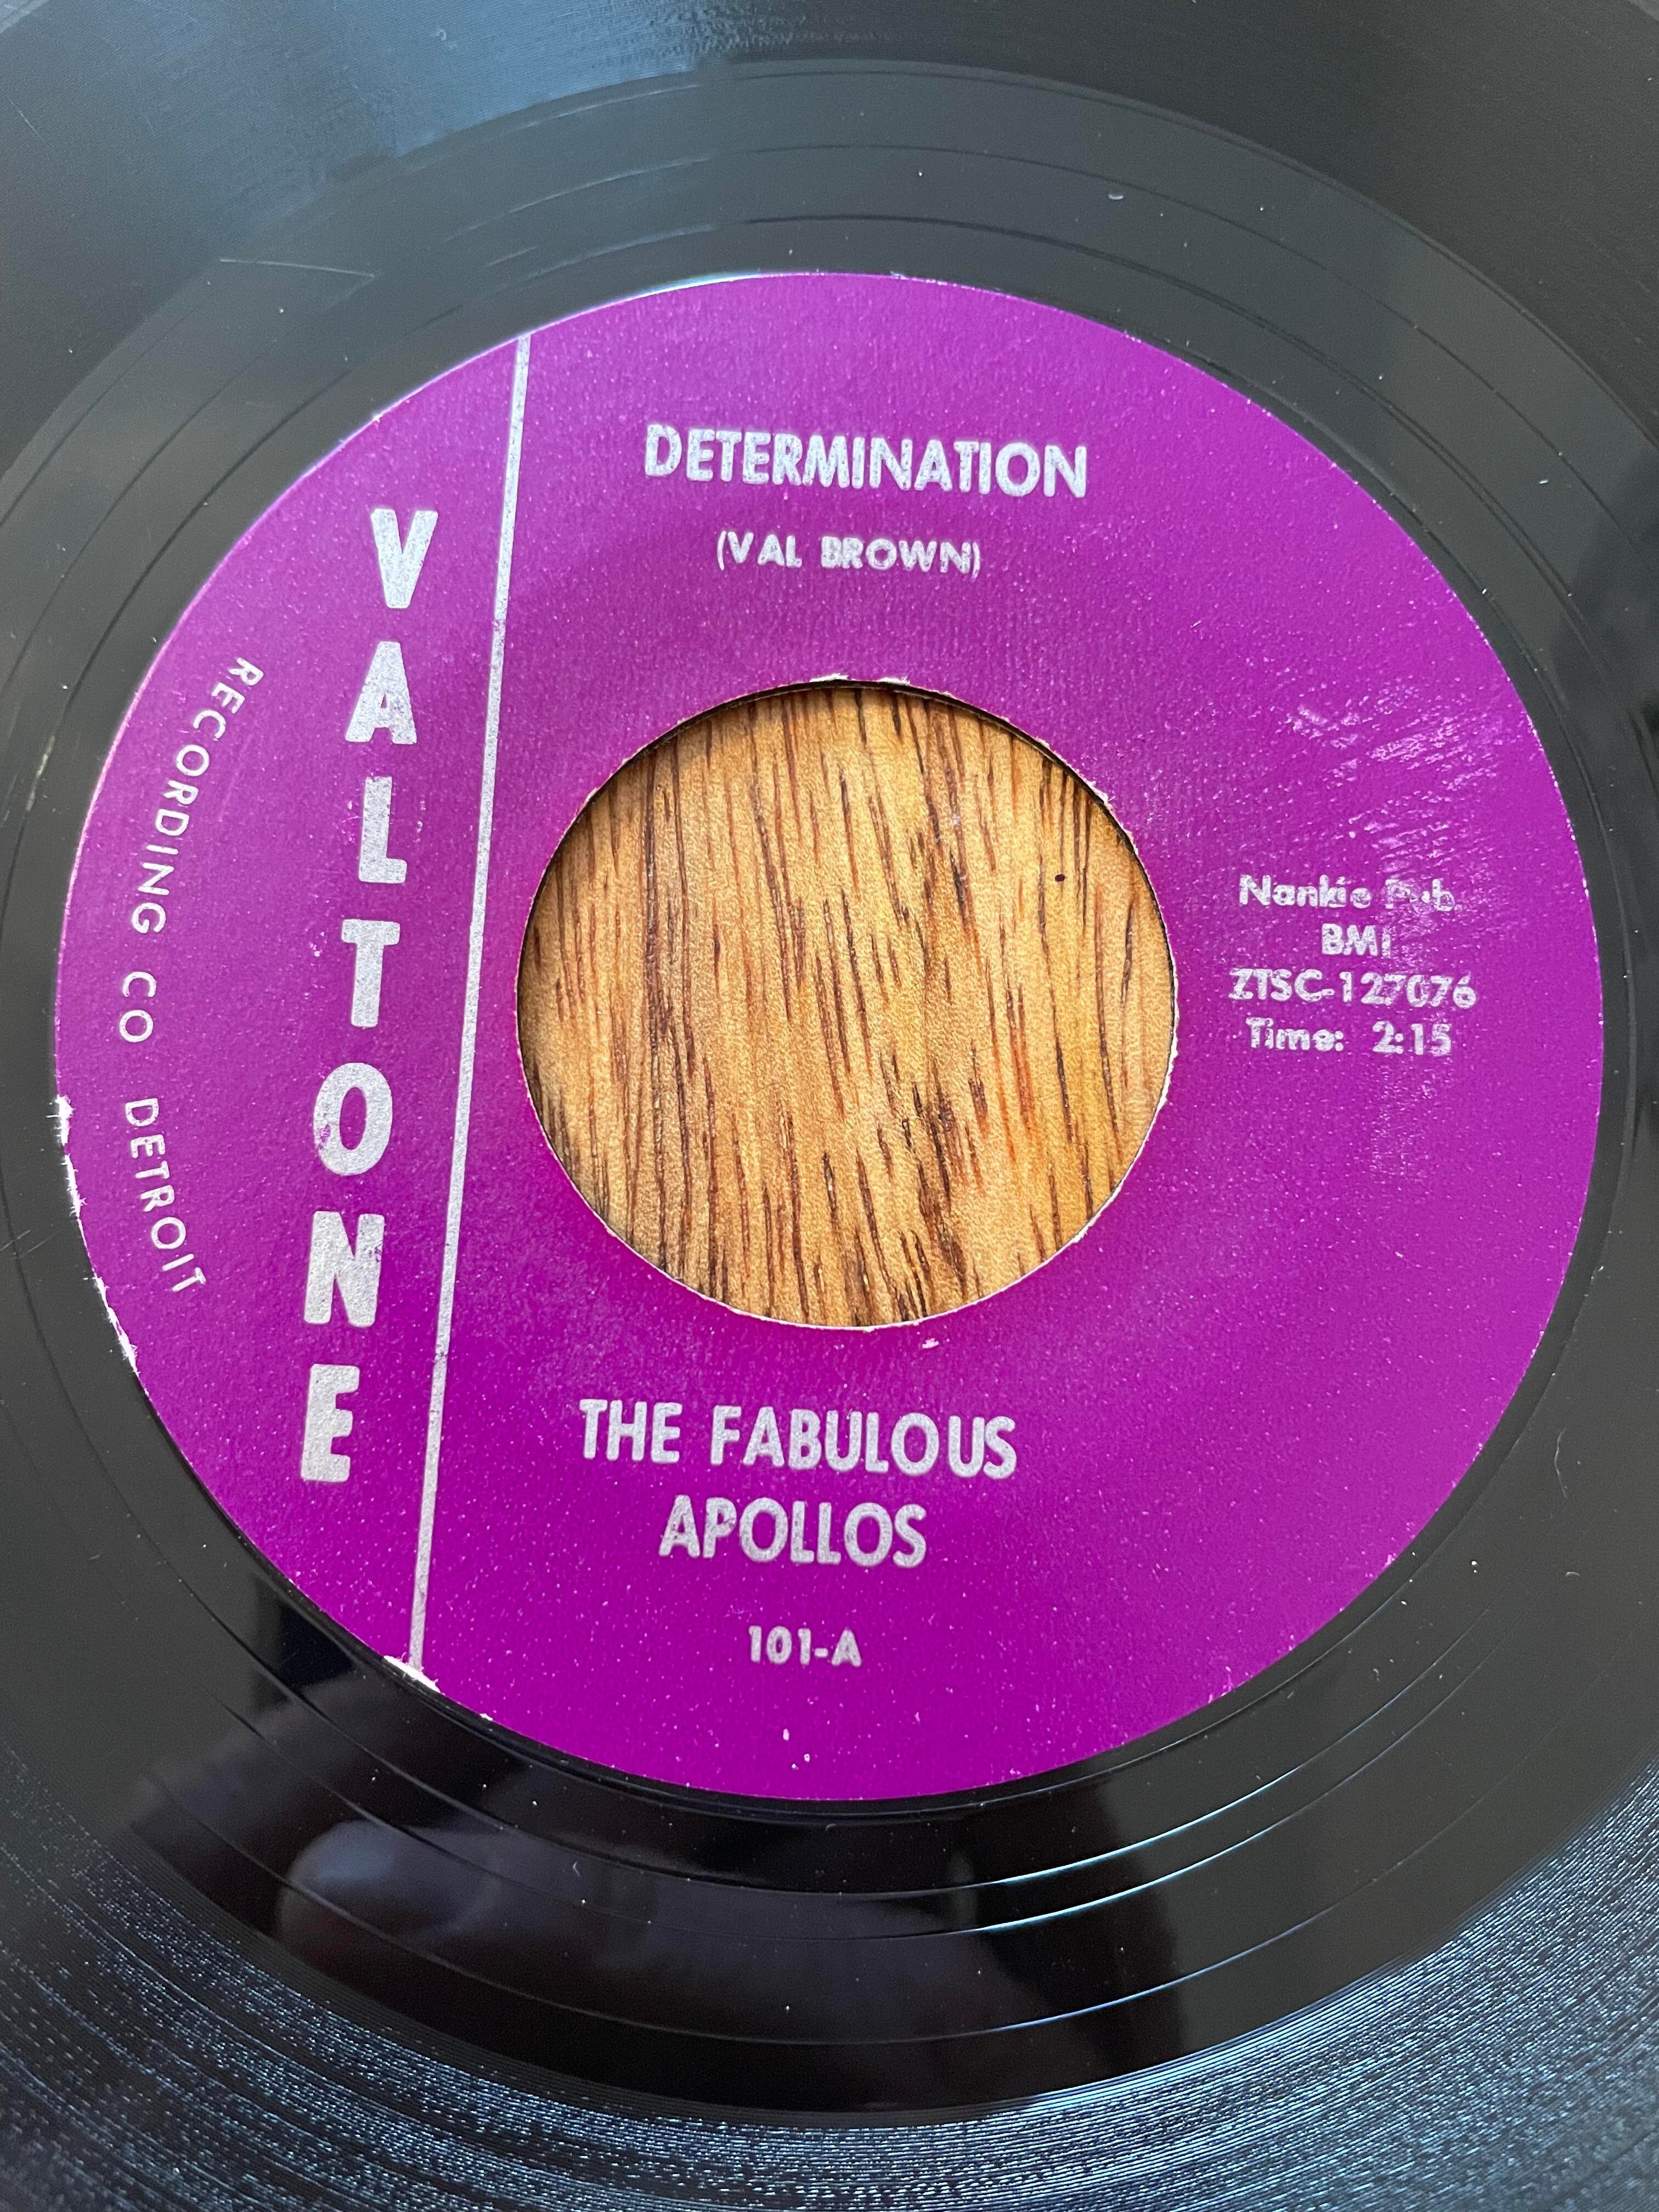 DETERMINATION
(VAL BROWN)
VALTONE
RECORDING CO DETROIT
Nankie Pub.
BMI
ZTSC-127076
Time: 2:15
THE FABULOUS
APOLLOS
101-A